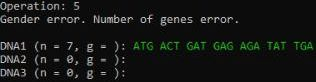 Operation: 5
Gender error. Number of genes error.
DNA1 (n = 7, g = ): ATG ACT GAT GAG AGA TAT TGA
DNA2 (n = 0, g = ):
DNA3 (n = 0, g = ):